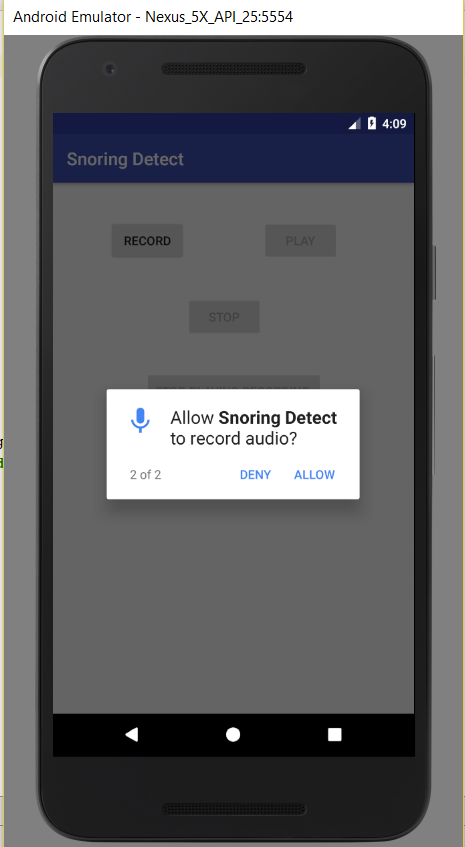 Android Emulator - Nexus_5X_API_25:5554
4:09
Snoring Detect
RECORD
PLAY
STOP
Allow Snoring Detect
to record audio?
2 of 2
DENY
ALLOW